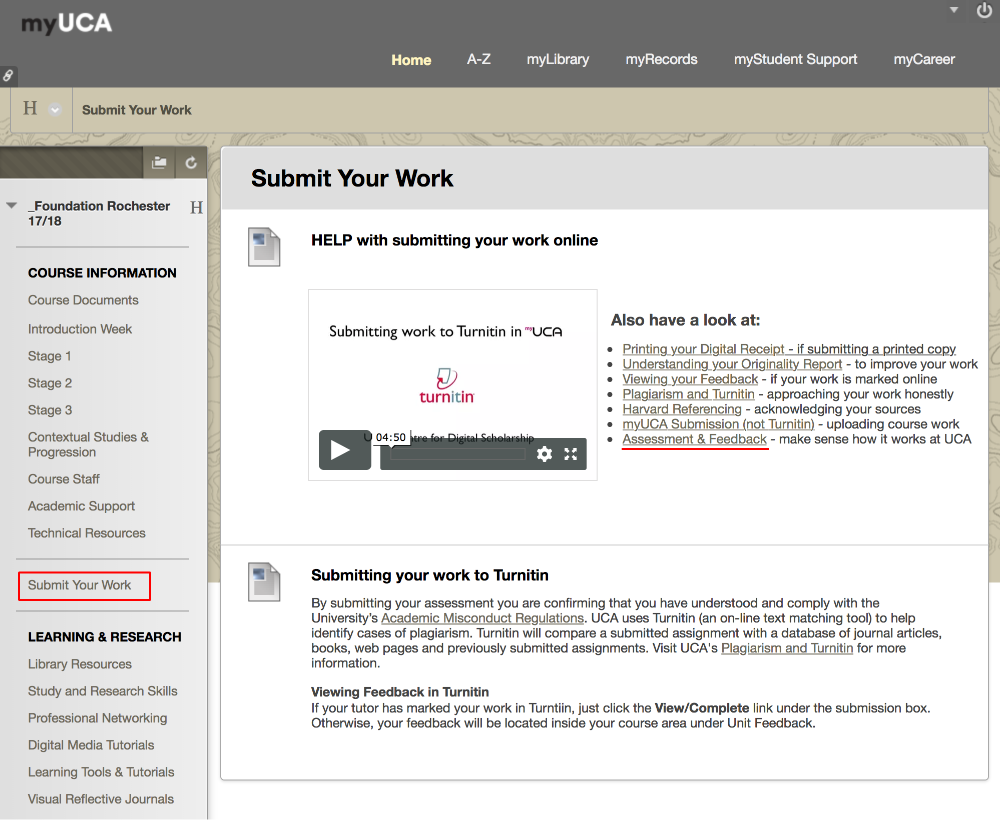 myUCA
Home A-Z myLibrary myRecords myStudent Support myCareer
H Submit Your Work
_Foundation Rochester H
17/18
COURSE INFORMATION
Course Documents
Introduction Week
Stage 1
Stage 2
Stage 3
Contextual Studies &
Progression
Course Staff
Academic Support
Technical Resources
Submit Your Work
LEARNING & RESEARCH
Library Resources
Study and Research Skills
Professional Networking
Digital Media Tutorials
Learning Tools & Tutorials
Visual Reflective Journals
Submit Your Work
HELP with submitting your work online
Submitting work to Turnitin in myUCA
turnitin
for Digital Scholarship
04:50
Also have a look at:
Printing your Digital Receipt - if submitting a printed copy
Understanding your Originality Report - to improve your work
Viewing your Feedback - if your work is marked online
Plagiarism and Turnitin - approaching your work honestly
Harvard Referencing - acknowledging your sources
myUCA Submission (not Turnitin) - uploading course work
Assessment & Feedback - make sense how it works at UCA
Submitting your work to Turnitin
By submitting your assessment you are confirming that you have understood and comply with the
University’s Academic Misconduct Regulations. UCA uses Turnitin (an on-line text matching tool) to help
identify cases of plagiarism. Turnitin will compare a submitted assignment with a database of journal articles,
books, web pages and previously submitted assignments. Visit UCA's Plagiarism and Turnitin for more
information.
Viewing Feedback in Turnitin
If your tutor has marked your work in Turntiin, just click the View/Complete link under the submission box.
Otherwise, your feedback will be located inside your course area under Unit Feedback.